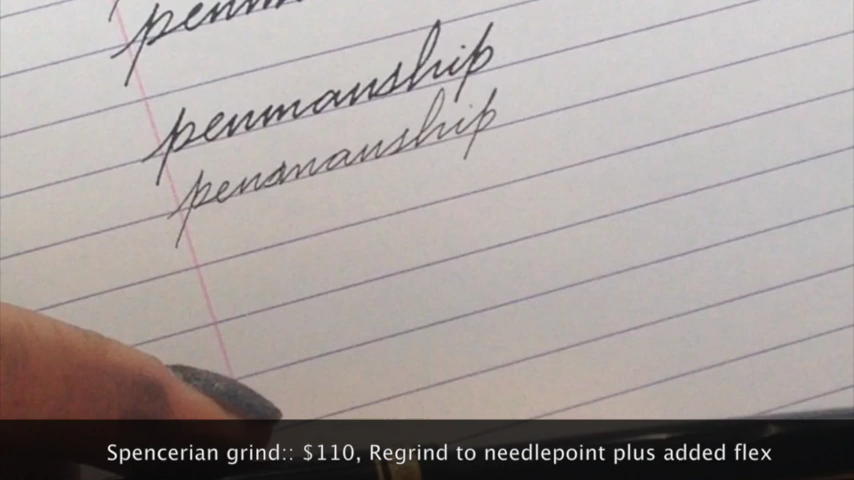 penmanship
penmanship
Spencerian grind:: $110, Regrind to needlepoint plus added flex